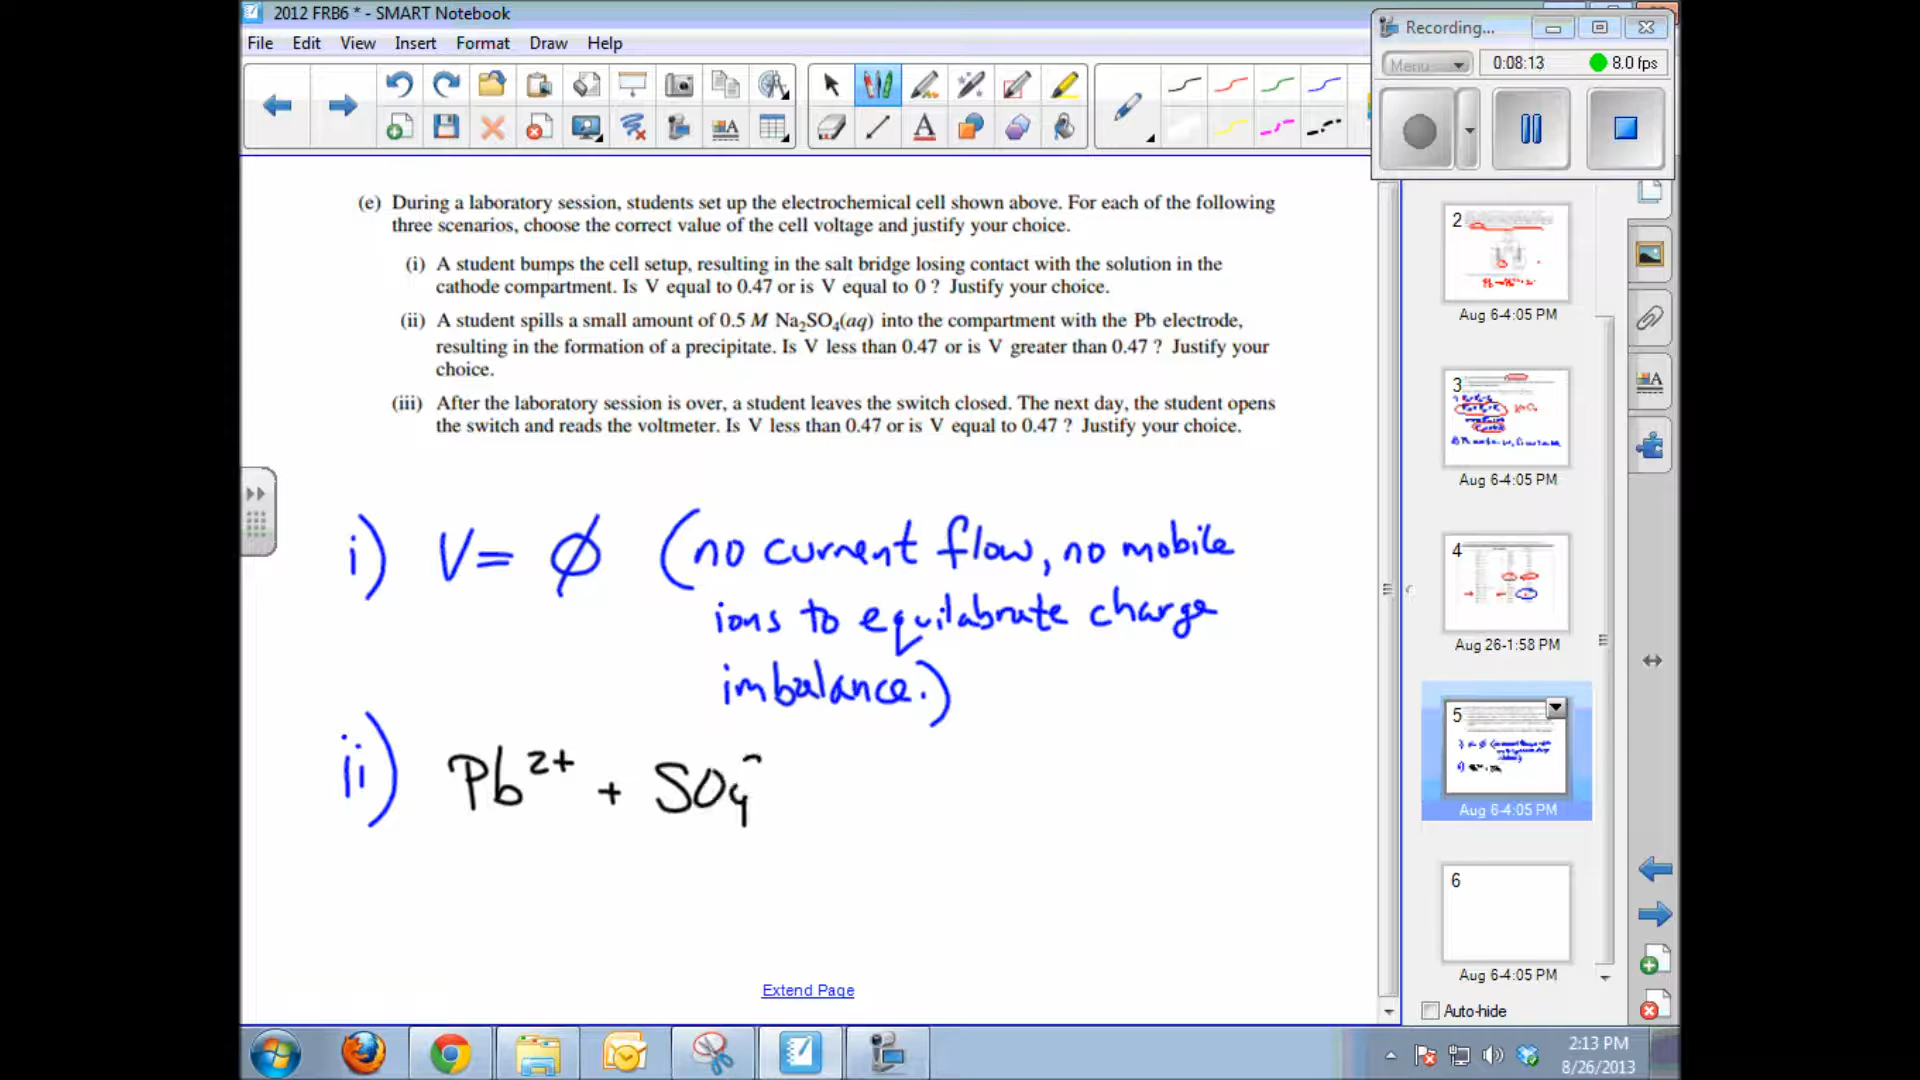 2012 FRB6 * - SMART Notebook
File Edit View Insert Format Draw Help
Recording...
Menu
0:08:13
8.0 fps
(e) During a laboratory session, students set up the electrochemical cell shown above. For each of the following
three scenarios, choose the correct value of the cell voltage and justify your choice.
(i) A student bumps the cell setup, resulting in the salt bridge losing contact with the solution in the
cathode compartment. Is V equal to 0.47 or is V equal to 0 ? Justify your choice.
(ii) A student spills a small amount of 0.5 M Na₂SO₄(aq) into the compartment with the Pb electrode,
resulting in the formation of a precipitate. Is V less than 0.47 or is V greater than 0.47 ? Justify your
choice.
(iii) After the laboratory session is over, a student leaves the switch closed. The next day, the student opens
the switch and reads the voltmeter. Is V less than 0.47 or is V equal to 0.47 ? Justify your choice.
i) V = Ø (no current flow, no mobile
ions to equilabrate charge
imbalance.)
ii) Pb²⁺ + SO₄⁻
Extend Page
2
Aug 6-4:05 PM
3
Aug 6-4:05 PM
4
Aug 26-1:58 PM
5
Aug 6-4:05 PM
6
Aug 6-4:05 PM
Auto-hide
2:13 PM
8/26/2013